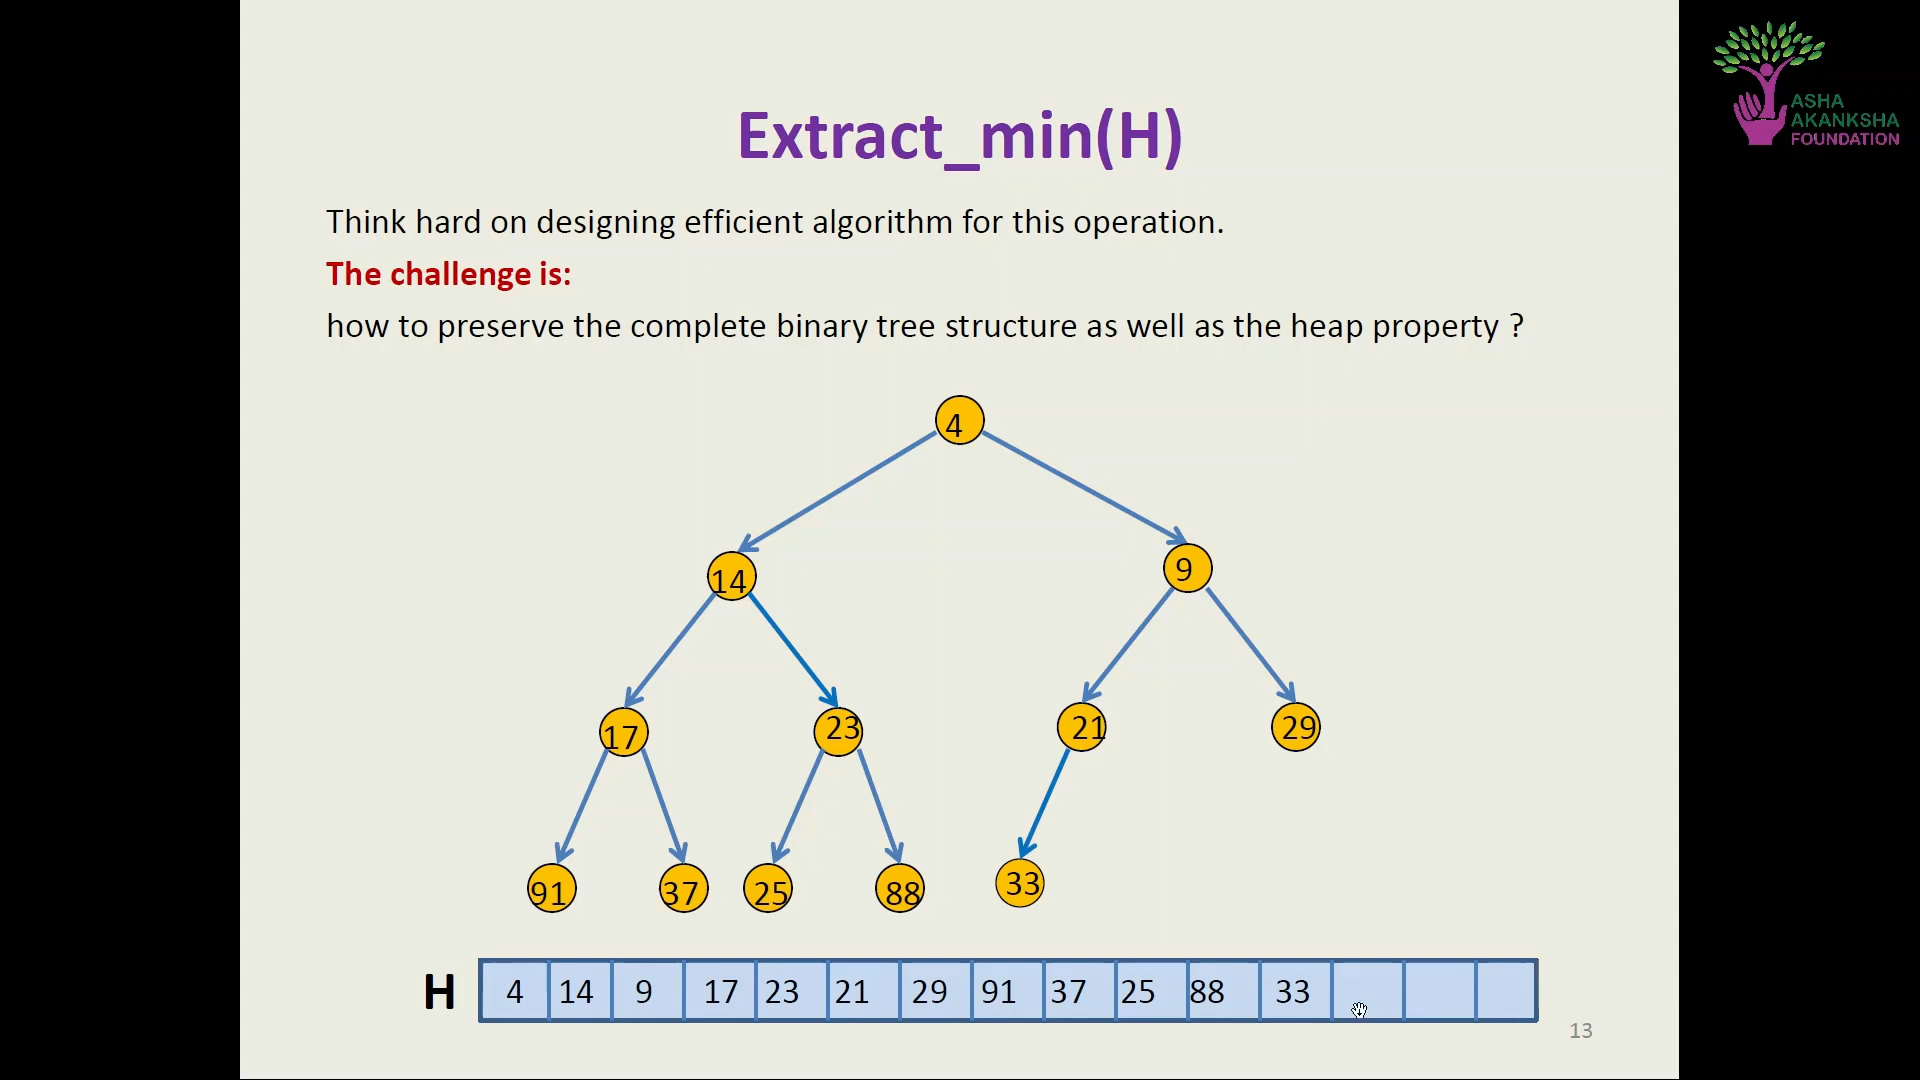 ASHA
AKANKSHA
FOUNDATION
Extract_min(H)
Think hard on designing efficient algorithm for this operation.
The challenge is:
how to preserve the complete binary tree structure as well as the heap property ?
4
14
9
17
23
21
29
91
37
25
88
33
H 4 14 9 17 23 21 29 91 37 25 88 33
13